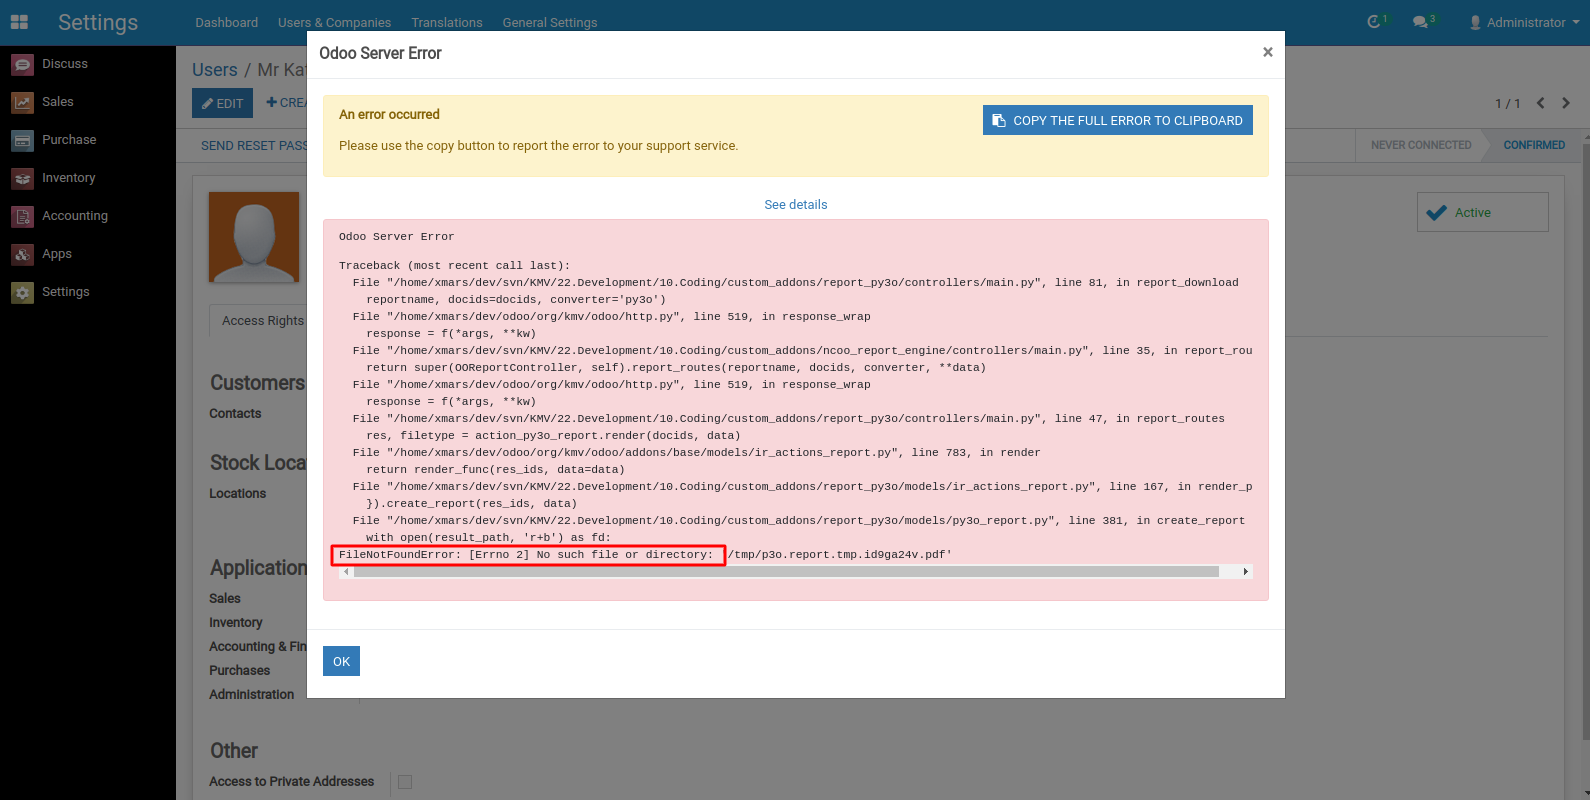 Settings
Dashboard
Users & Companies
Translations
General Settings
1
3
Administrator
Discuss
Sales
Purchase
Inventory
Accounting
Apps
Settings
Users / Mr Kat
EDIT
CREA
1 / 1
SEND RESET PASS
NEVER CONNECTED
CONFIRMED
Active
Access Rights
Customers
Contacts
Stock Loca
Locations
Application
Sales
Inventory
Accounting & Fin
Purchases
Administration
Other
Access to Private Addresses
Odoo Server Error
×
An error occurred
COPY THE FULL ERROR TO CLIPBOARD
Please use the copy button to report the error to your support service.
See details
Odoo Server Error
Traceback (most recent call last):
File "/home/xmars/dev/svn/KMV/22.Development/10.Coding/custom_addons/report_py3o/controllers/main.py", line 81, in report_download
reportname, docids=docids, converter='py3o')
File "/home/xmars/dev/odoo/org/kmv/odoo/http.py", line 519, in response_wrap
response = f(*args, **kw)
File "/home/xmars/dev/svn/KMV/22.Development/10.Coding/custom_addons/ncoo_report_engine/controllers/main.py", line 35, in report_rou
return super(OOReportController, self).report_routes(reportname, docids, converter, **data)
File "/home/xmars/dev/odoo/org/kmv/odoo/http.py", line 519, in response_wrap
response = f(*args, **kw)
File "/home/xmars/dev/svn/KMV/22.Development/10.Coding/custom_addons/report_py3o/controllers/main.py", line 47, in report_routes
res, filetype = action_py3o_report.render(docids, data)
File "/home/xmars/dev/odoo/org/kmv/odoo/addons/base/models/ir_actions_report.py", line 783, in render
return render_func(res_ids, data=data)
File "/home/xmars/dev/svn/KMV/22.Development/10.Coding/custom_addons/report_py3o/models/ir_actions_report.py", line 167, in render_p
}).create_report(res_ids, data)
File "/home/xmars/dev/svn/KMV/22.Development/10.Coding/custom_addons/report_py3o/models/py3o_report.py", line 381, in create_report
with open(result_path, 'r+b') as fd:
FileNotFoundError: [Errno 2] No such file or directory: /tmp/p3o.report.tmp.id9ga24v.pdf'
OK